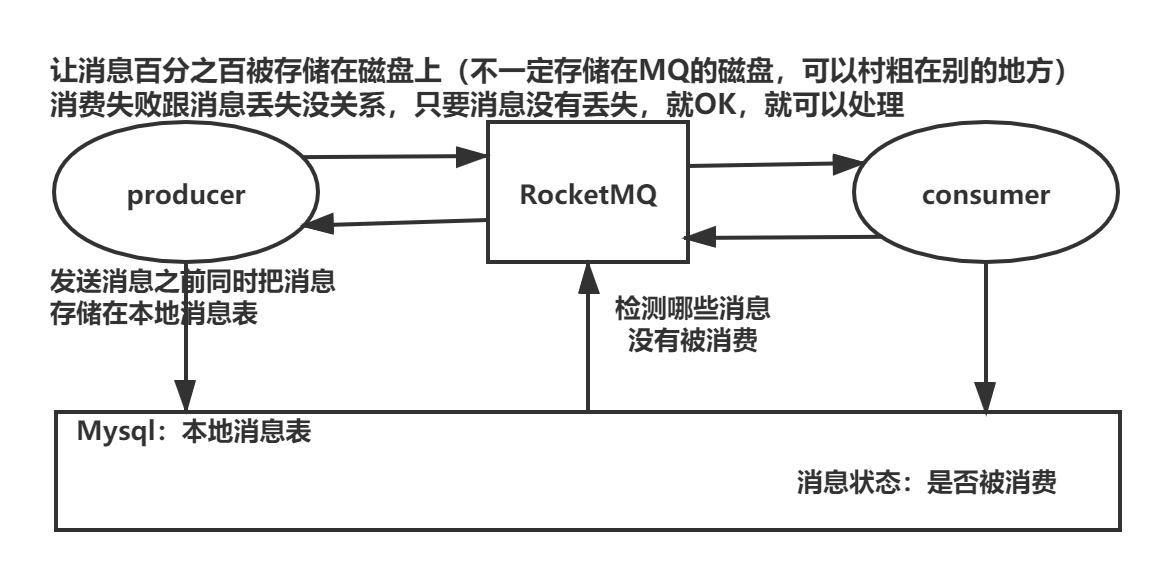 让消息百分之百被存储在磁盘上（不一定存储在MQ的磁盘，可以村粗在别的地方）
消费失败跟消息丢失没关系，只要消息没有丢失，就OK，就可以处理
producer
RocketMQ
consumer
发送消息之前同时把消息
存储在本地消息表
检测哪些消息
没有被消费
Mysql：本地消息表
消息状态：是否被消费